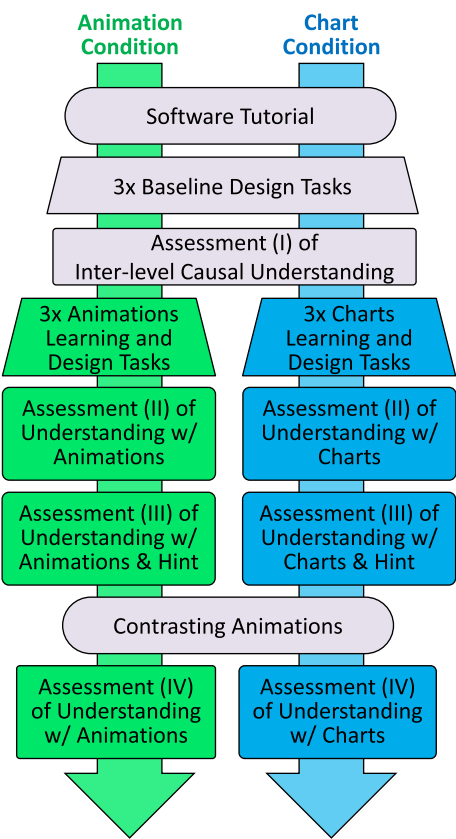 Animation
Condition
Chart
Condition
Software Tutorial
3x Baseline Design Tasks
Assessment (I) of
Inter-level Causal Understanding
3x Animations
Learning and
Design Tasks
3x Charts
Learning and
Design Tasks
Assessment (II) of
Understanding w/
Animations
Assessment (II) of
Understanding w/
Charts
Assessment (III) of
Understanding w/
Animations & Hint
Assessment (III) of
Understanding w/
Charts & Hint
Contrasting Animations
Assessment (IV)
of Understanding
w/ Animations
Assessment (IV)
of Understanding
w/ Charts